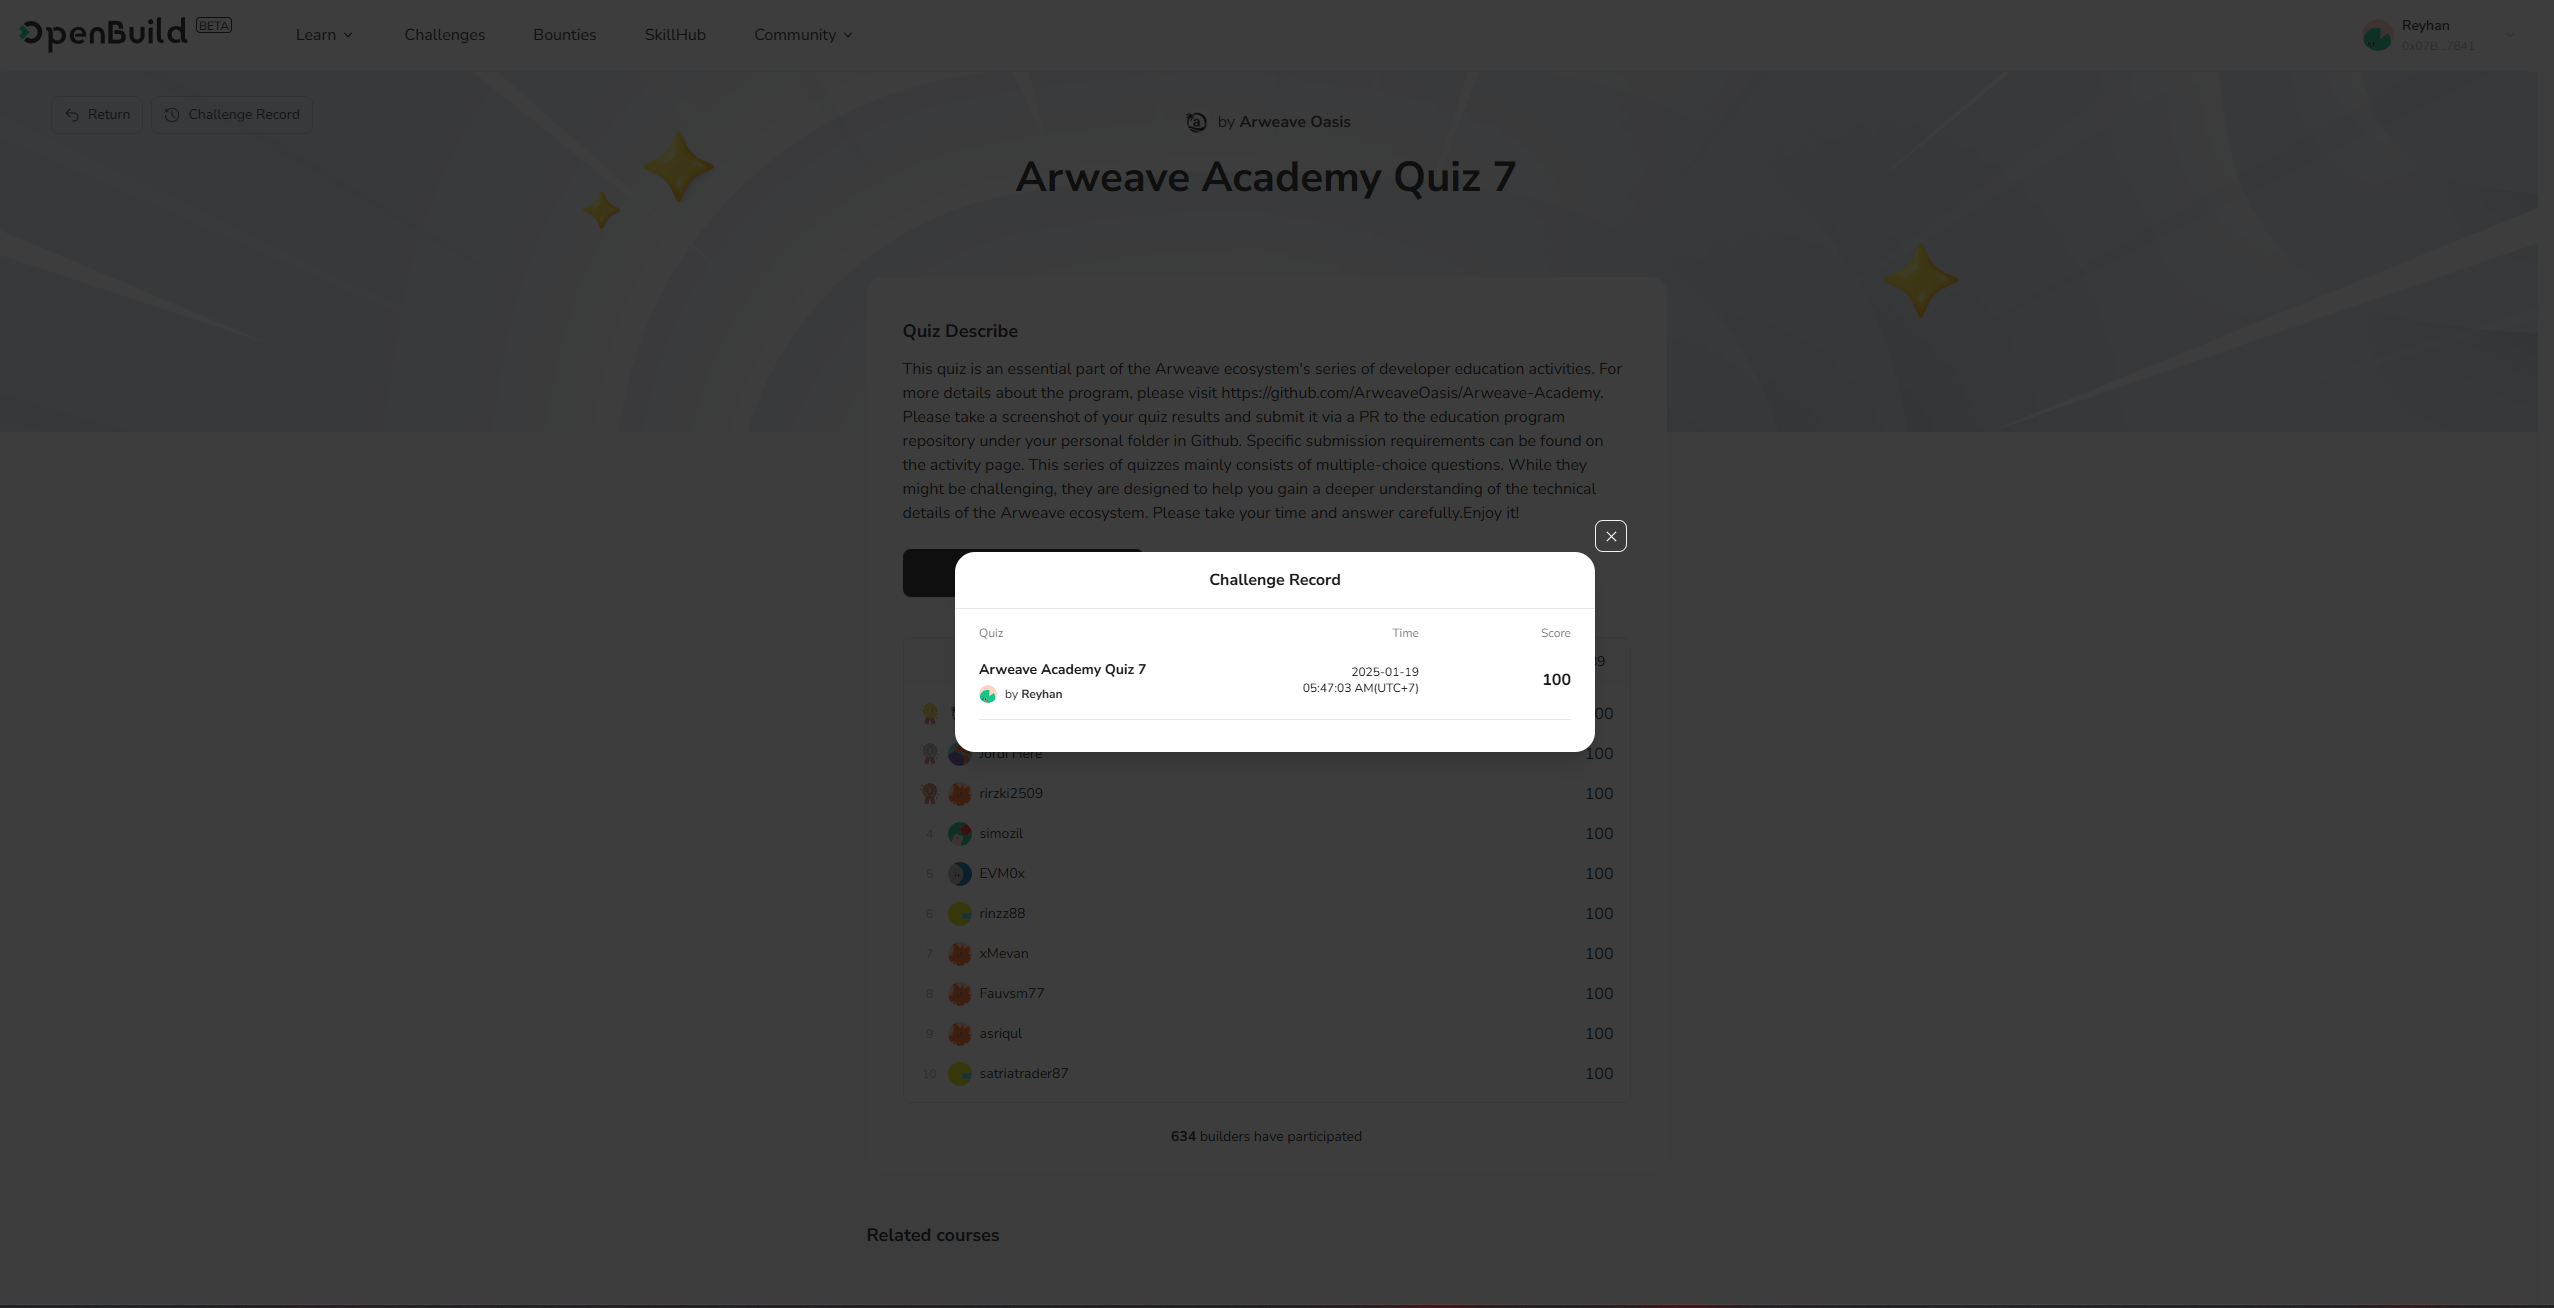 OpenBuild BETA
Learn
Challenges
Bounties
SkillHub
Community
Reyhan
0x07B...7841
Return
Challenge Record
by Arweave Oasis
Arweave Academy Quiz 7
Quiz Describe
This quiz is an essential part of the Arweave ecosystem's series of developer education activities. For
more details about the program, please visit https://github.com/ArweaveOasis/Arweave-Academy.
Please take a screenshot of your quiz results and submit it via a PR to the education program
repository under your personal folder in Github. Specific submission requirements can be found on
the activity page. This series of quizzes mainly consists of multiple-choice questions. While they
might be challenging, they are designed to help you gain a deeper understanding of the technical
details of the Arweave ecosystem. Please take your time and answer carefully.Enjoy it!
Challenge Record
Quiz Time Score
Arweave Academy Quiz 7
by Reyhan
2025-01-19
05:47:03 AM(UTC+7)
100
Jordi Here 100
rirzki2509 100
4 simozil 100
5 EVM0x 100
6 rinzz88 100
7 xMevan 100
8 Fauvsm77 100
9 asriqul 100
10 satriatrader87 100
634 builders have participated
Related courses